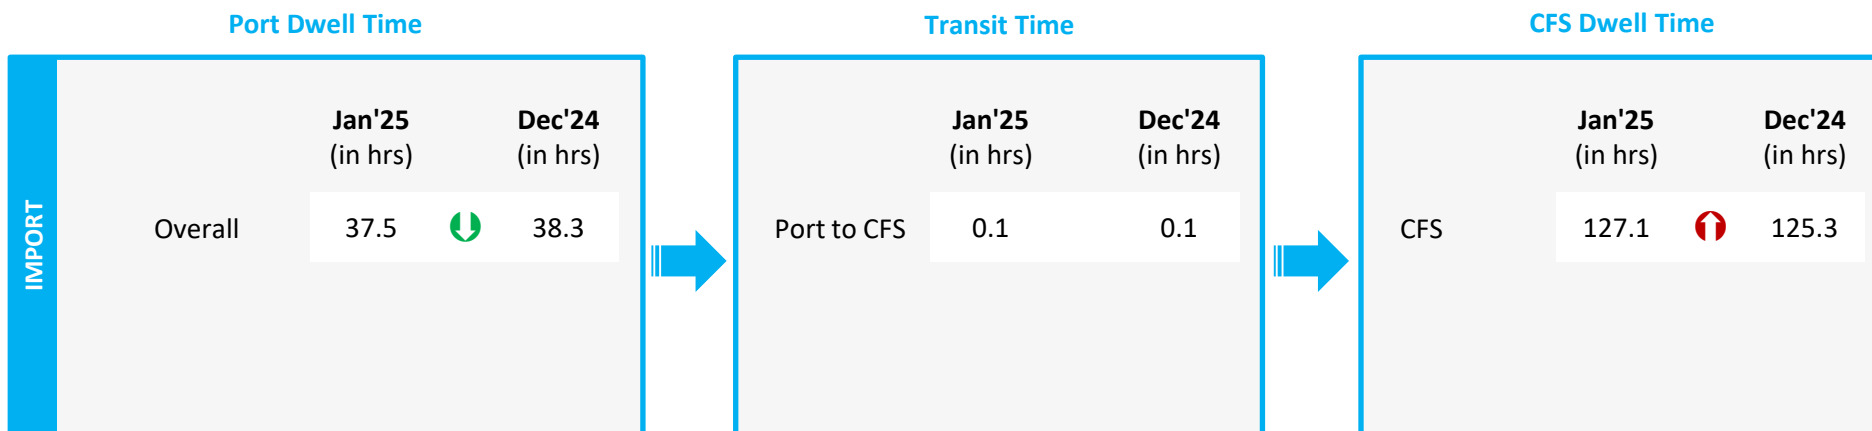 Port Dwell Time
Transit Time
CFS Dwell Time
IMPORT
Jan'25 Dec'24
(in hrs) (in hrs)
Overall 37.5 38.3
Jan'25 Dec'24
(in hrs) (in hrs)
Port to CFS 0.1 0.1
Jan'25 Dec'24
(in hrs) (in hrs)
CFS 127.1 125.3